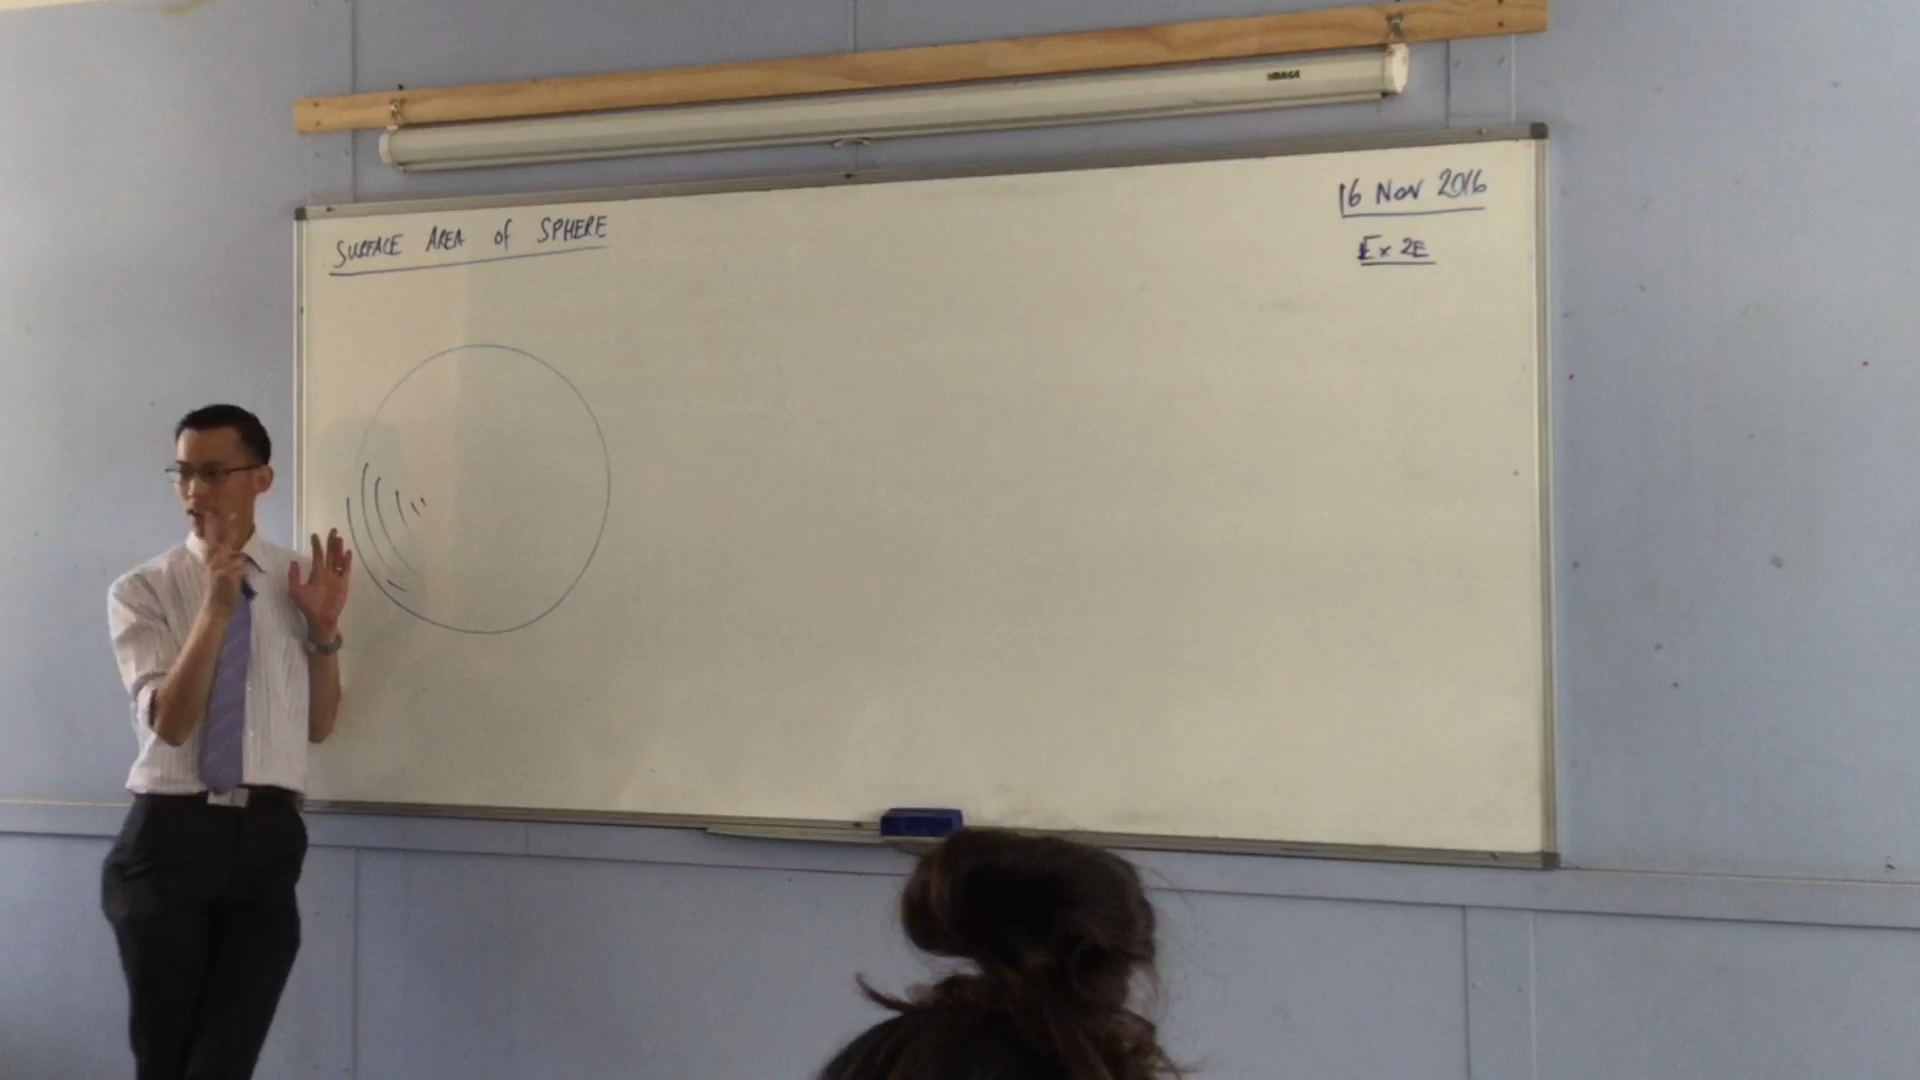 SURFACE AREA of SPHERE
16 Nov 2016
Ex 2E